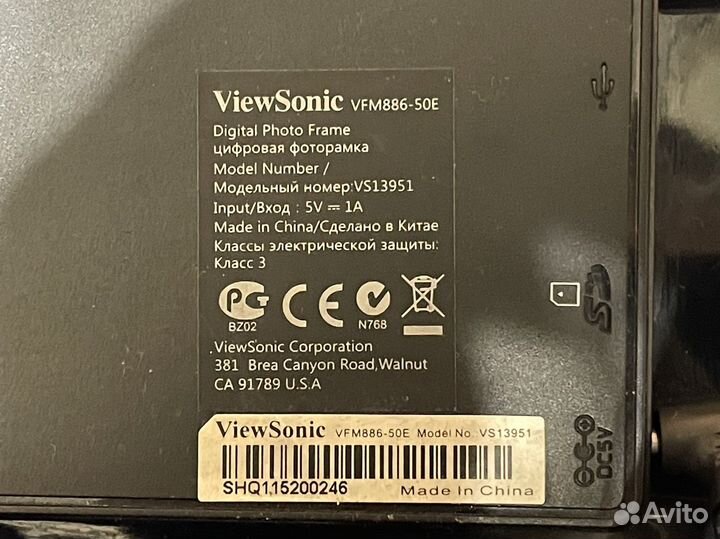 ViewSonic VFM886-50E
Digital Photo Frame
цифровая фоторамка
Model Number /
Модельный номер:VS13951
Input/Вход : 5V ⎓ 1A
Made in China/Сделано в Китае
Классы электрической защиты:
Класс 3
РСТ CE
BZ02 N768
ViewSonic Corporation
381 Brea Canyon Road,Walnut
CA 91789 U.S.A
SD
DC5V
ViewSonic VFM886-50E Model No.:VS13951
SHQ115200246 Made In China
Avito